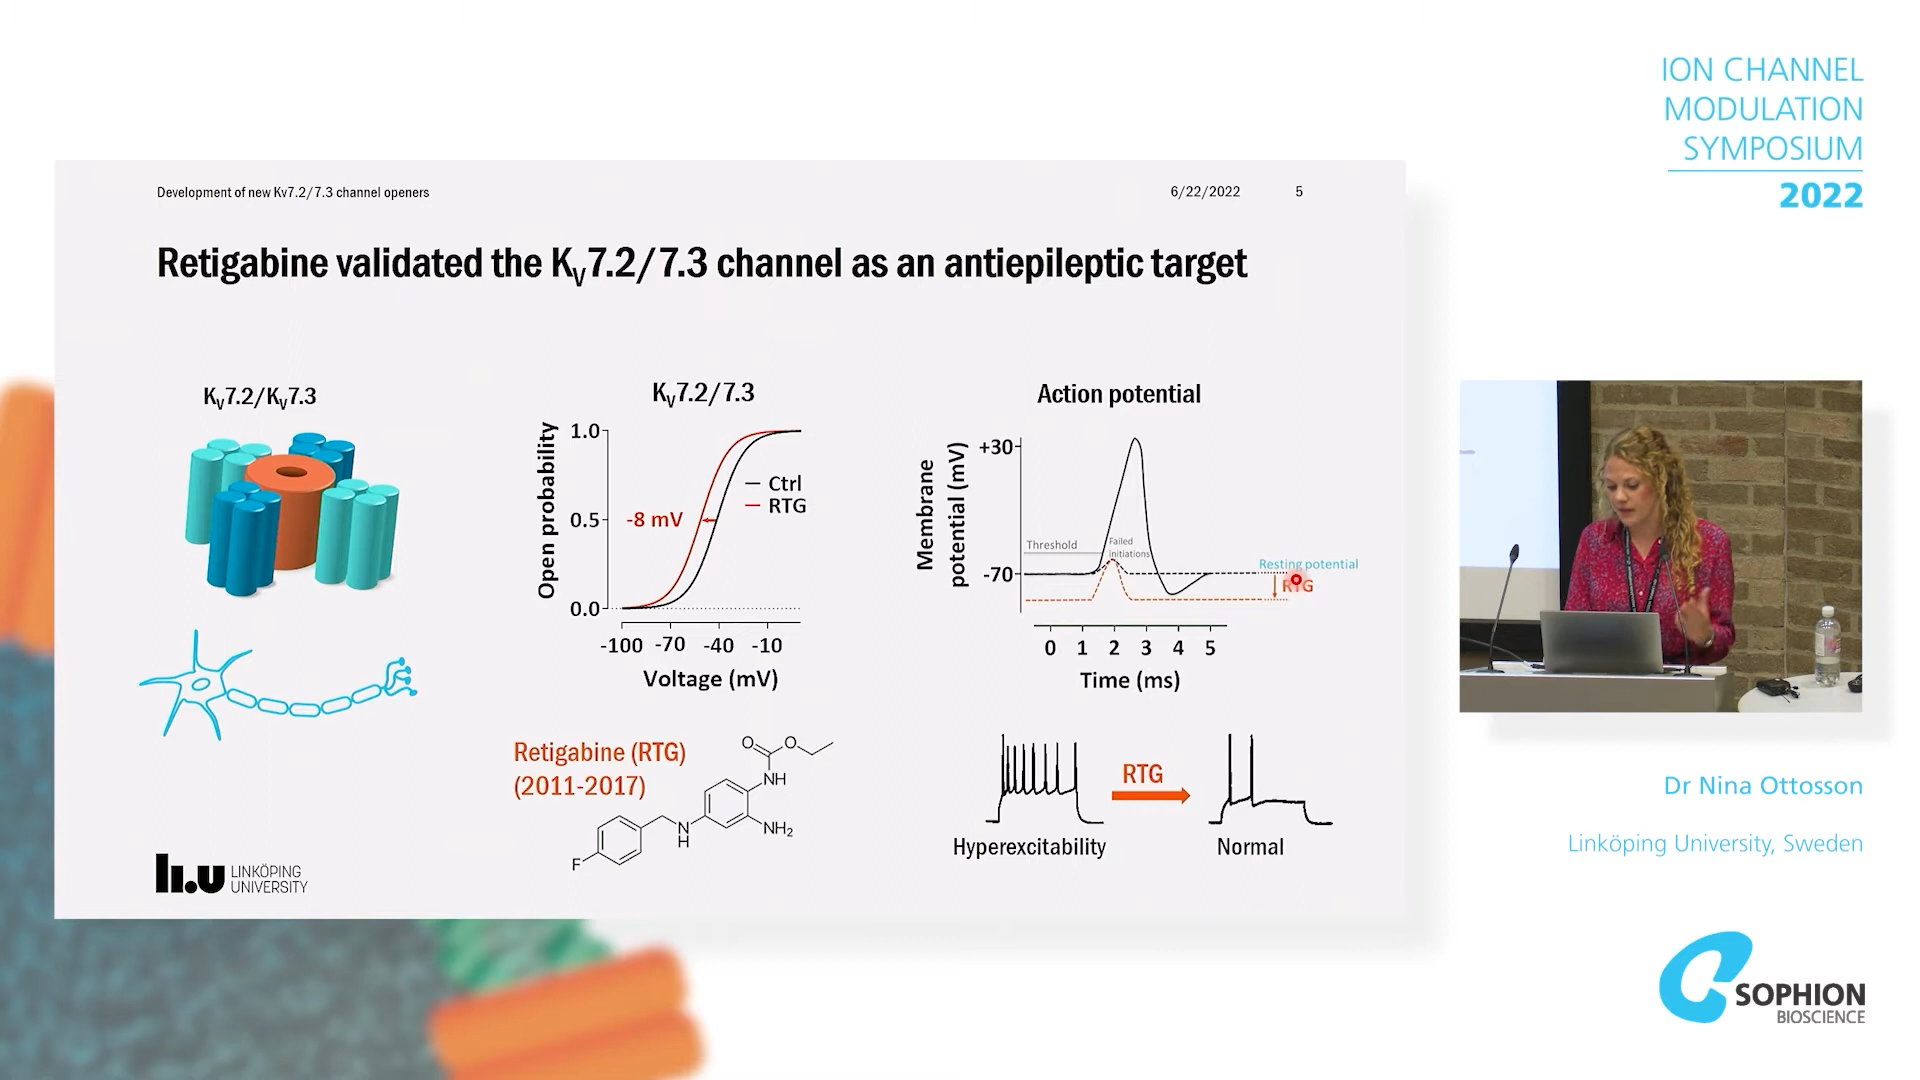 ION CHANNEL
MODULATION
SYMPOSIUM
2022
Development of new Kv7.2/7.3 channel openers
6/22/2022
5
Retigabine validated the KV7.2/7.3 channel as an antiepileptic target
KV7.2/KV7.3
KV7.2/7.3
Open probability
1.0
0.5
0.0
-8 mV
Ctrl
RTG
-100 -70 -40 -10
Voltage (mV)
Action potential
Membrane
potential (mV)
+30
-70
Threshold
Failed
initiations
Resting potential
RTG
0 1 2 3 4 5
Time (ms)
Retigabine (RTG)
(2011-2017)
O
O
NH
NH2
N
H
F
RTG
Hyperexcitability
Normal
LI.U LINKÖPING
UNIVERSITY
Dr Nina Ottosson
Linköping University, Sweden
SOPHION
BIOSCIENCE